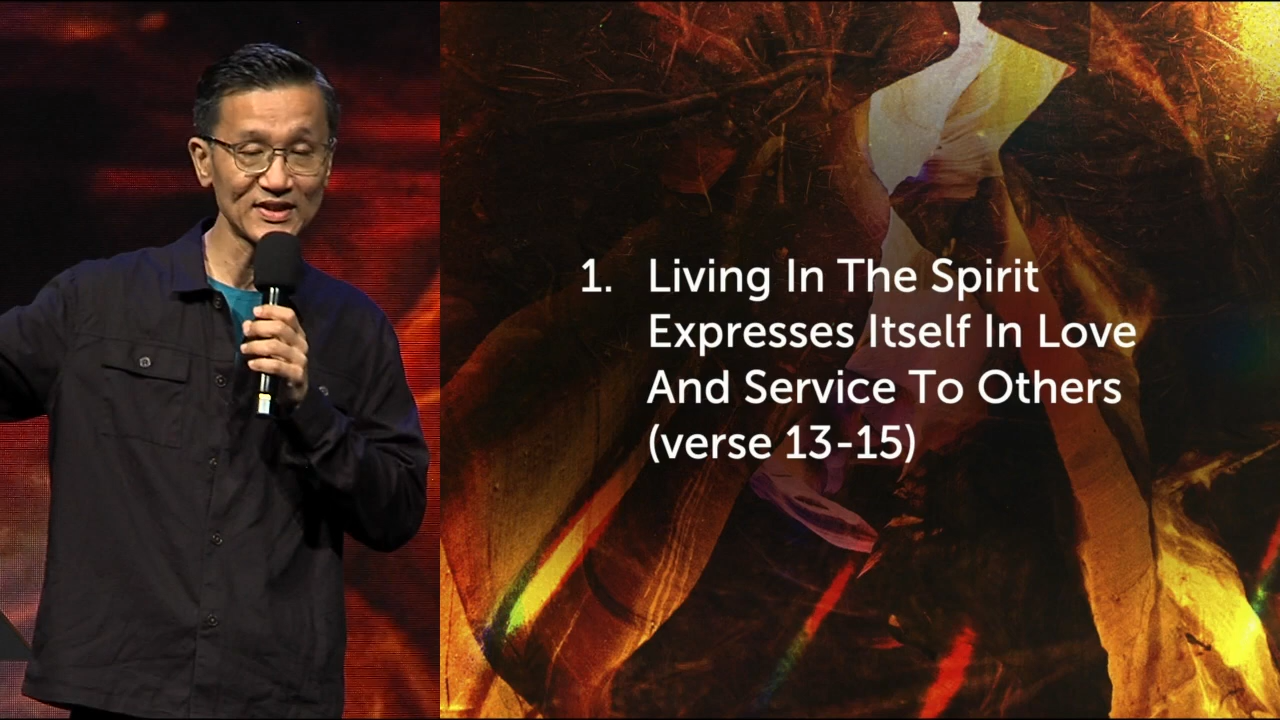 1. Living In The Spirit
Expresses Itself In Love
And Service To Others
(verse 13-15)